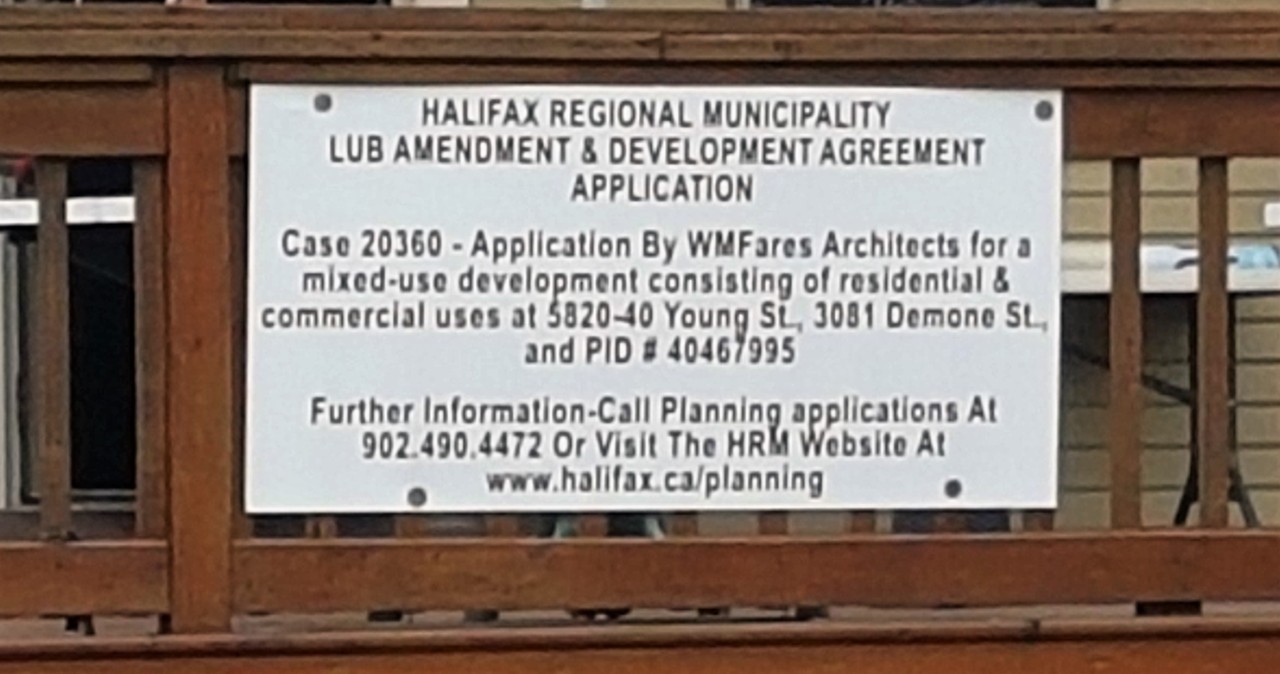 HALIFAX REGIONAL MUNICIPALITY
LUB AMENDMENT & DEVELOPMENT AGREEMENT
APPLICATION
Case 20360 - Application By WMFares Architects for a
mixed-use development consisting of residential &
commercial uses at 5820-40 Young St., 3081 Demone St.,
and PID # 40467995
Further Information-Call Planning applications At
902.490.4472 Or Visit The HRM Website At
www.halifax.ca/planning